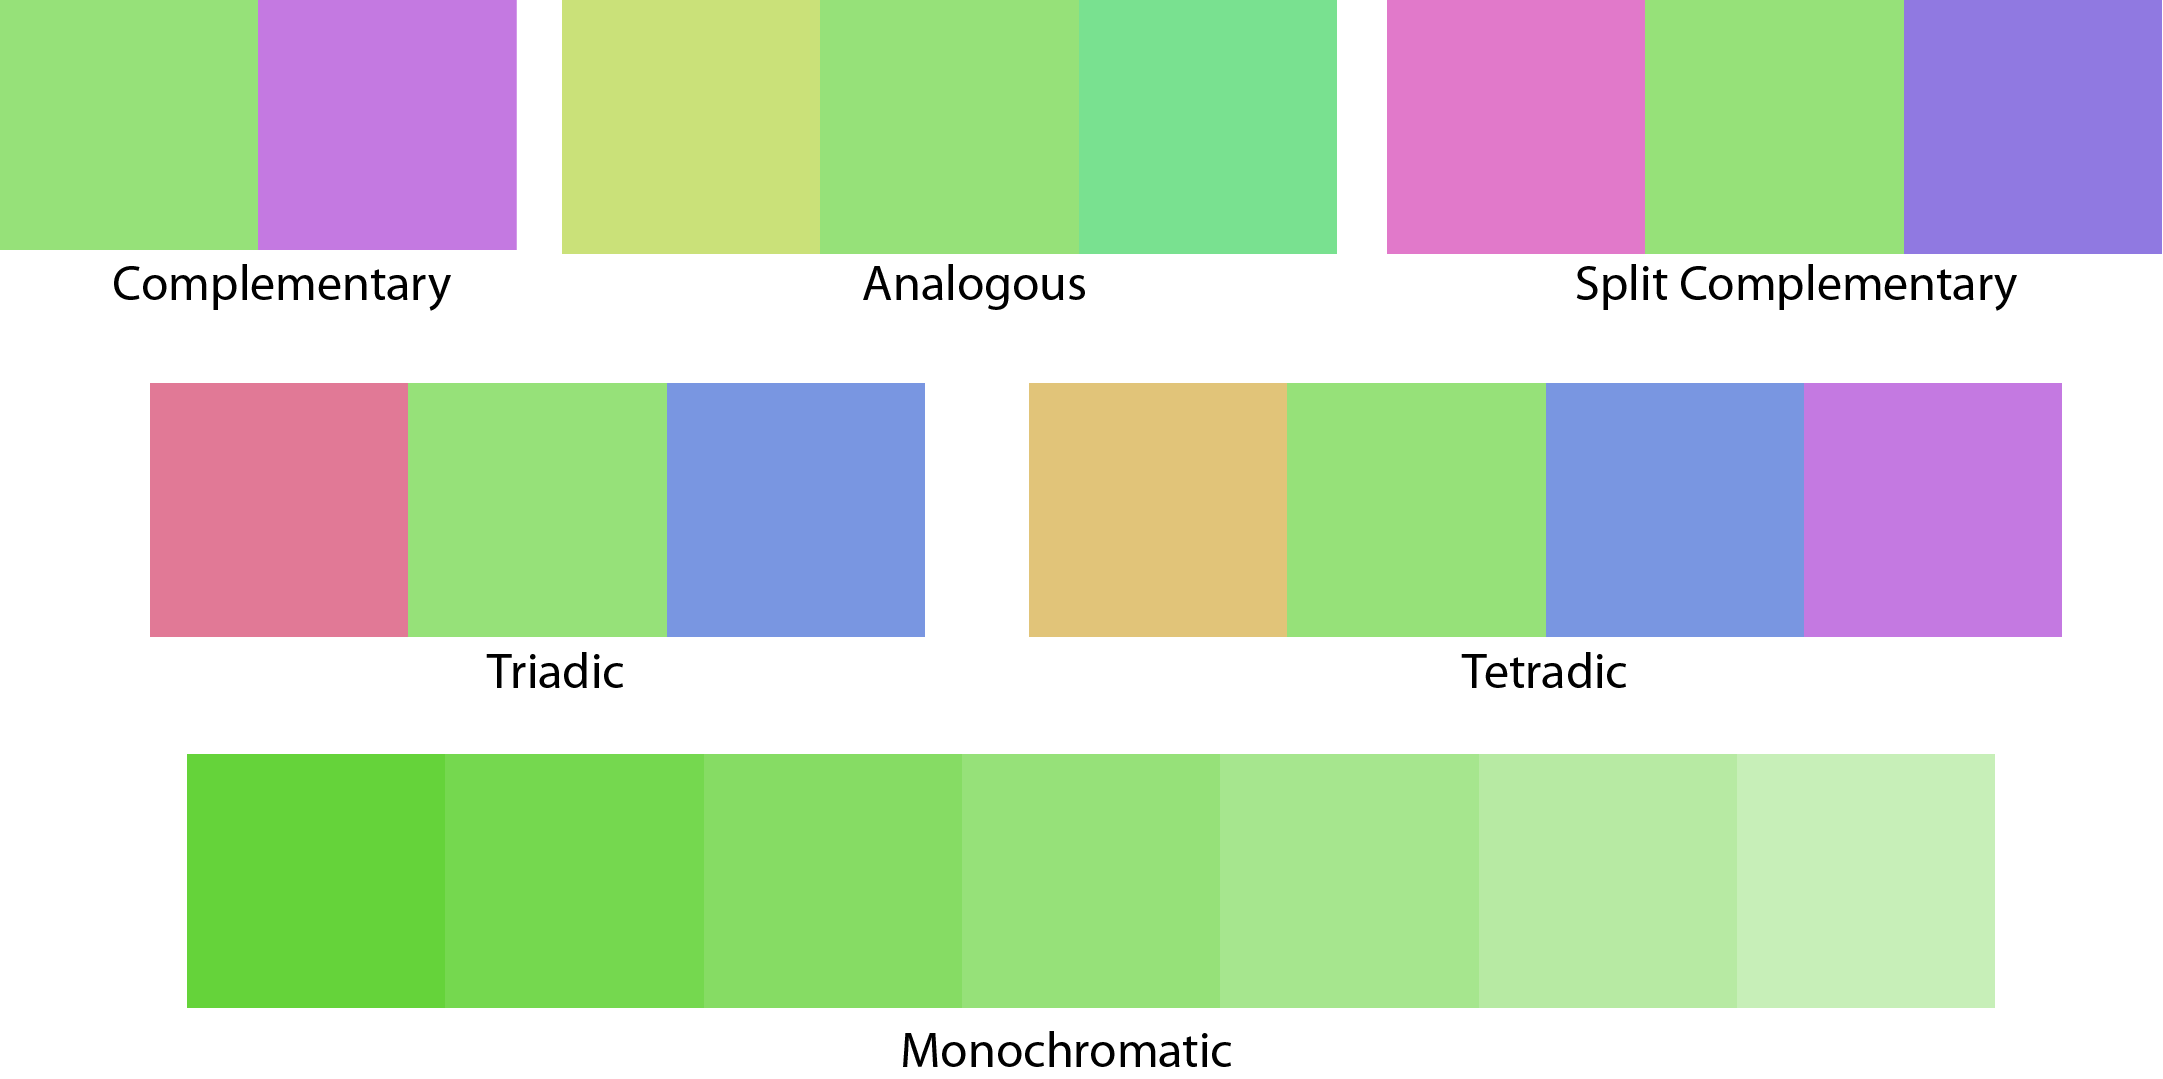 Complementary
Analogous
Split Complementary
Triadic
Tetradic
Monochromatic